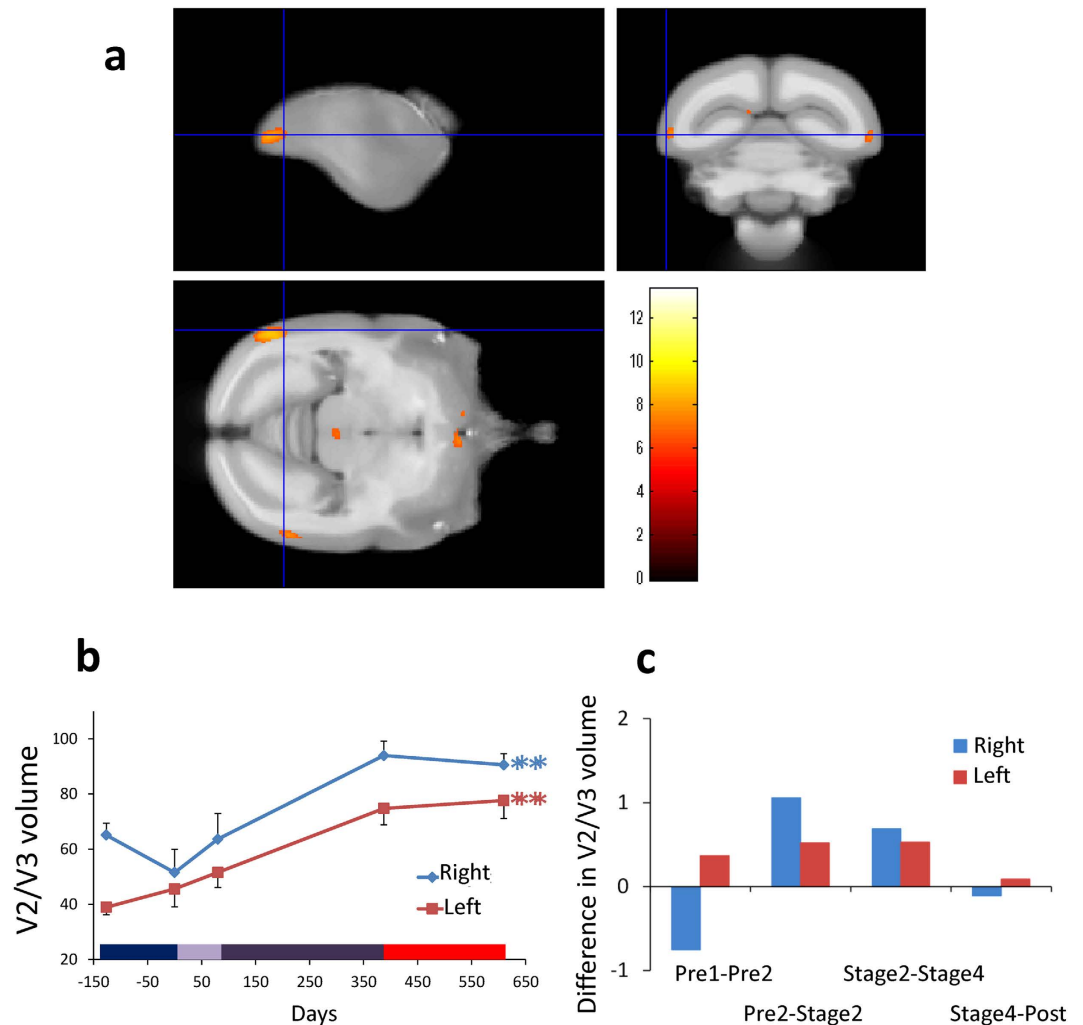 a
12
10
8
6
4
2
0
b
V2/V3 volume
100
80
60
40
20
Right
Left
**
**
-150 -50 50 150 250 350 450 550 650
Days
c
Difference in V2/V3 volume
2
1
0
-1
Right
Left
Pre1-Pre2
Pre2-Stage2
Stage2-Stage4
Stage4-Post